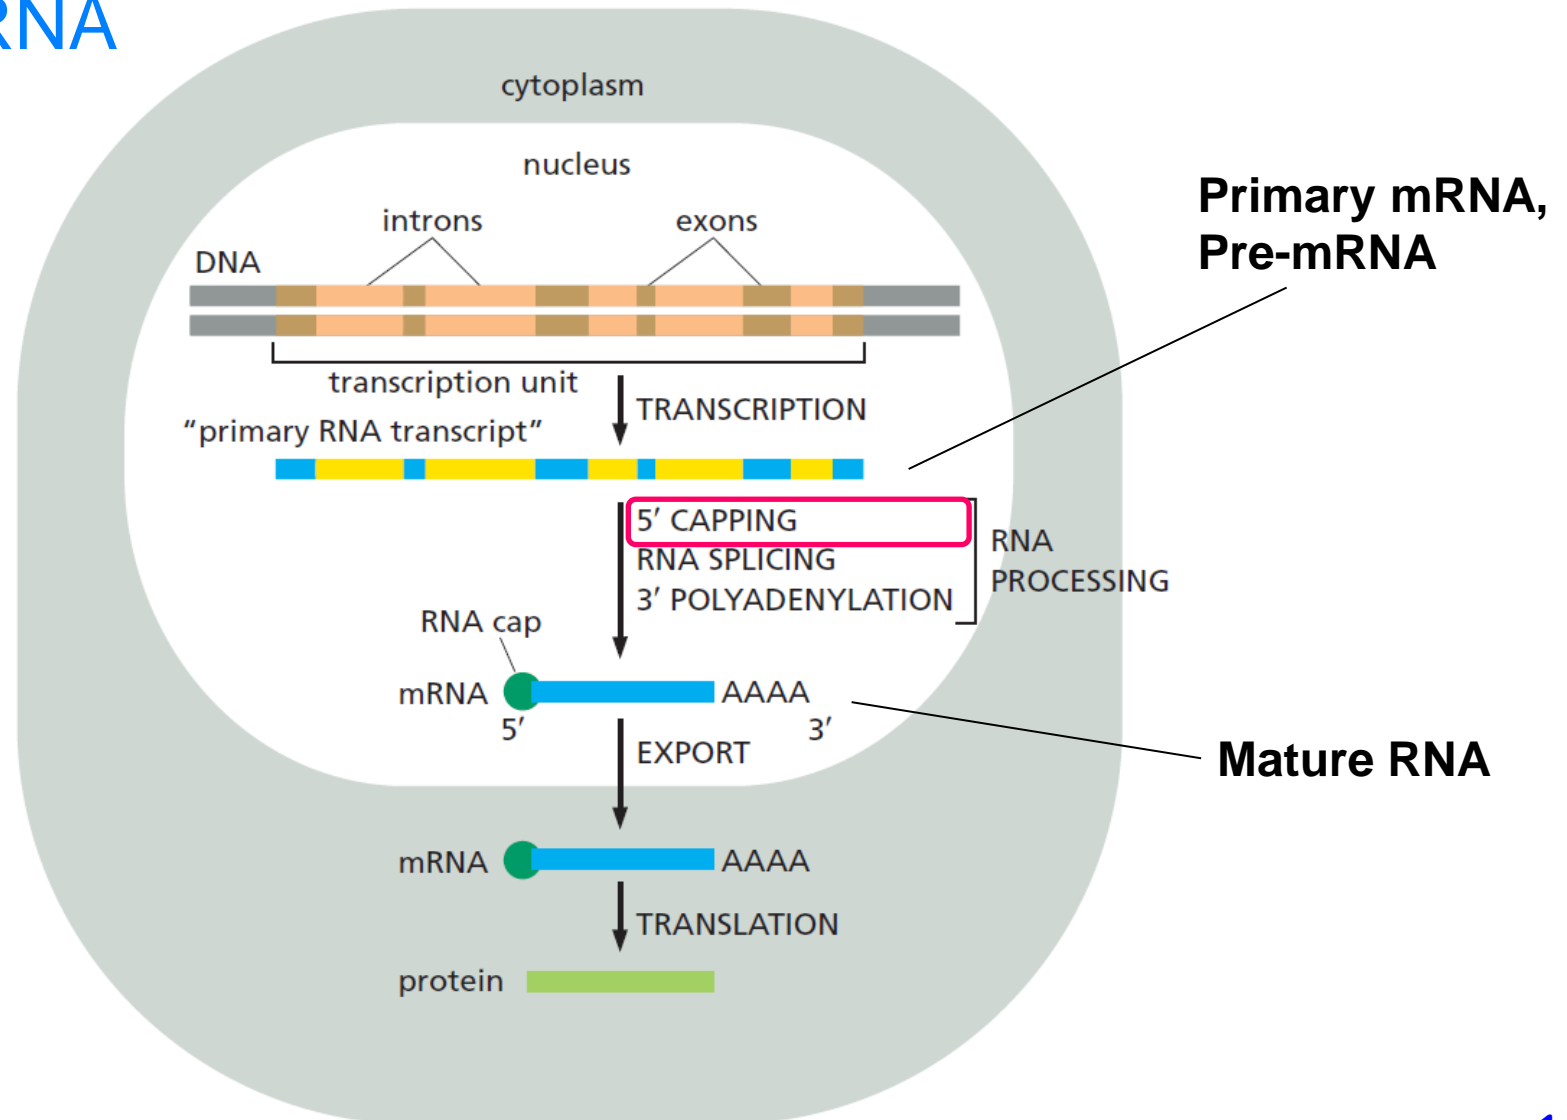 RNA
cytoplasm
nucleus
introns exons
DNA
transcription unit
TRANSCRIPTION
“primary RNA transcript”
Primary mRNA,
Pre-mRNA
5′ CAPPING
RNA SPLICING
3′ POLYADENYLATION
RNA
PROCESSING
RNA cap
mRNA AAAA
5′ 3′
EXPORT
Mature RNA
mRNA AAAA
TRANSLATION
protein